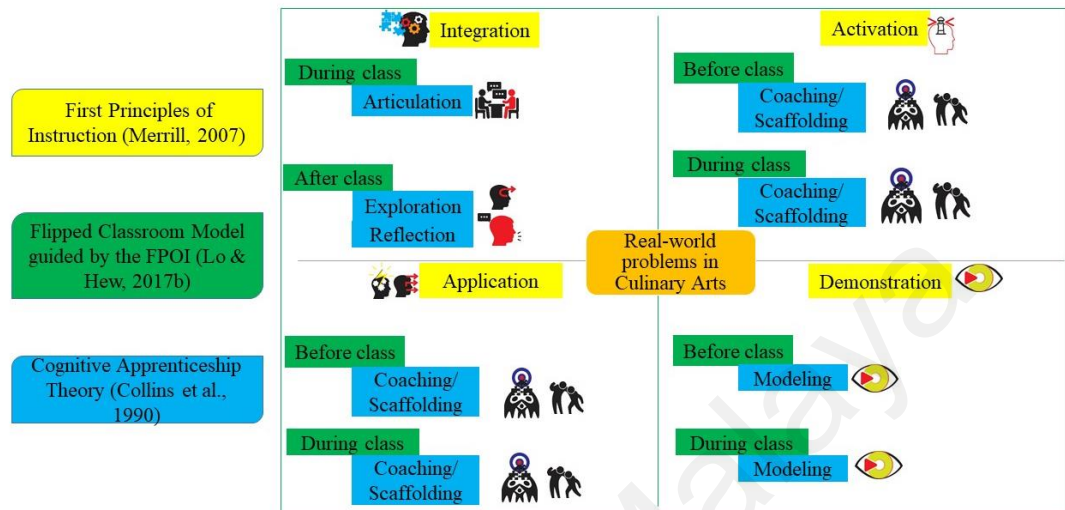 First Principles of
Instruction (Merrill, 2007)
Flipped Classroom Model
guided by the FPOI (Lo &
Hew, 2017b)
Cognitive Apprenticeship
Theory (Collins et al.,
1990)
Integration
During class
Articulation
After class
Exploration
Reflection
Activation
Before class
Coaching/
Scaffolding
During class
Coaching/
Scaffolding
Real-world
problems in
Culinary Arts
Application
Before class
Coaching/
Scaffolding
During class
Coaching/
Scaffolding
Demonstration
Before class
Modeling
During class
Modeling
Malaya